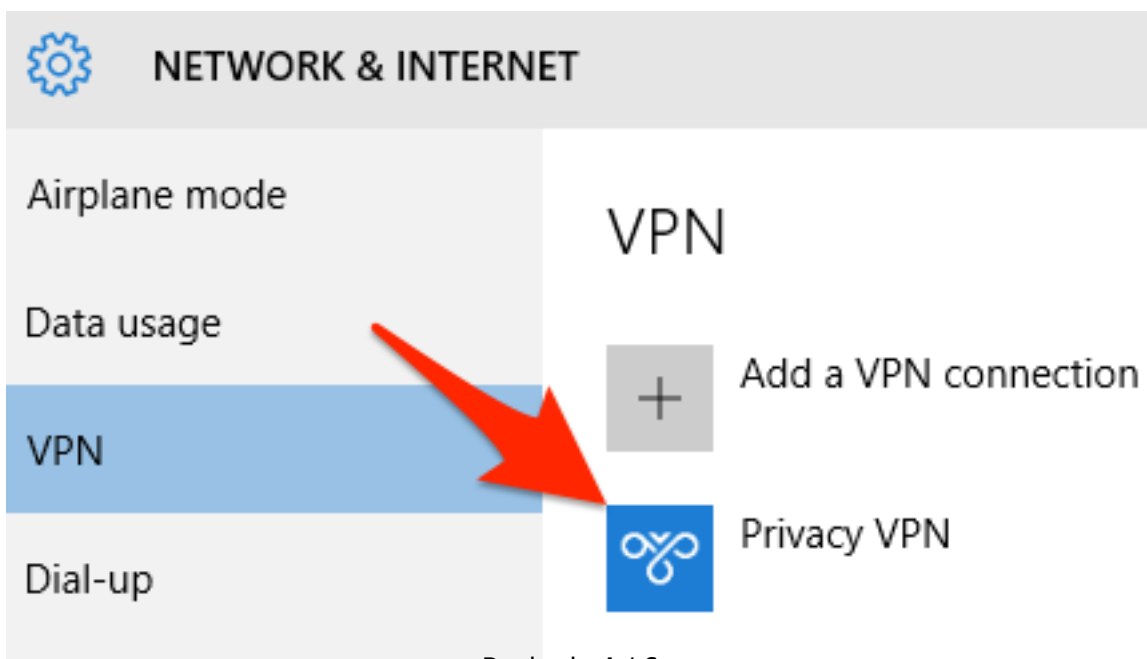 NETWORK & INTERNET
Airplane mode
Data usage
VPN
Dial-up
VPN
Add a VPN connection
Privacy VPN